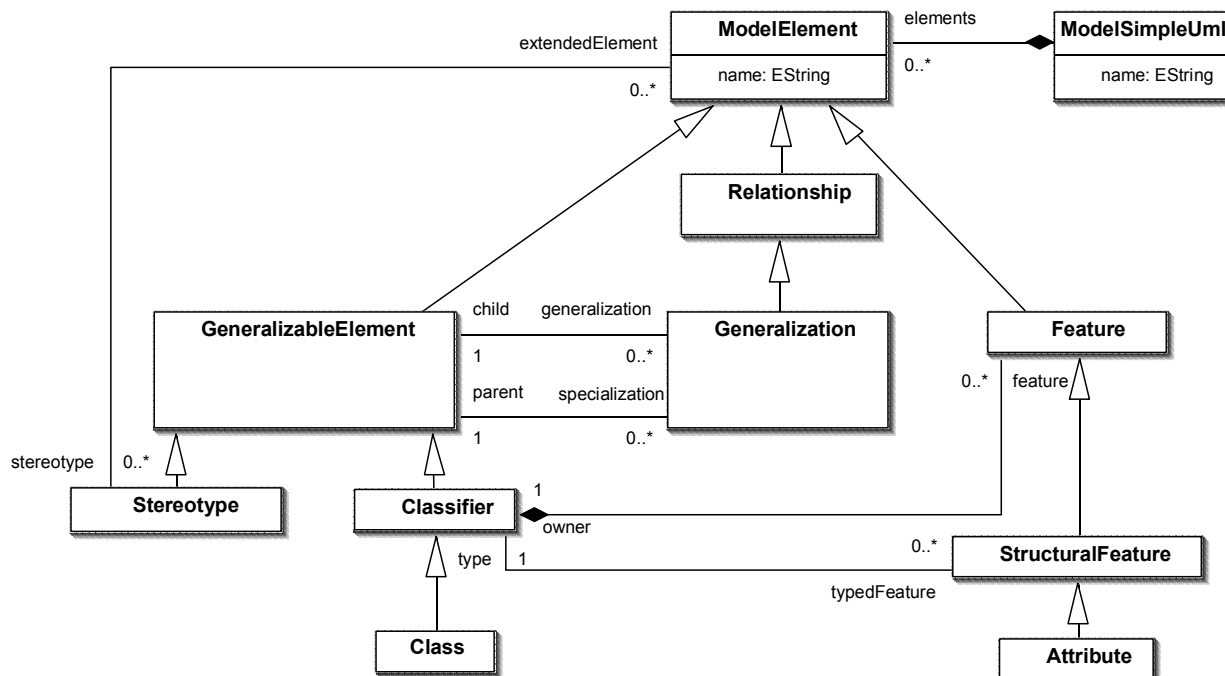 ModelElement
elements
ModelSimpleUml
extendedElement
name: EString
0..*
name: EString
0..*
Relationship
GeneralizableElement
child
generalization
Generalization
Feature
1
0..*
0..*
feature
parent
specialization
1
0..*
stereotype
0..*
Stereotype
Classifier
1
owner
type
1
0..*
StructuralFeature
typedFeature
Class
Attribute